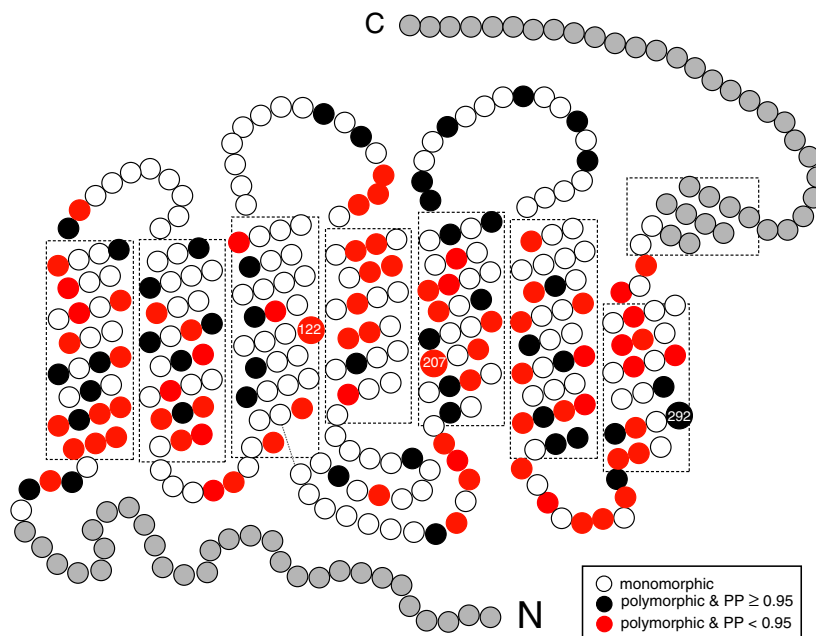 C
122
207
292
N
monomorphic
polymorphic & PP ≥ 0.95
polymorphic & PP < 0.95